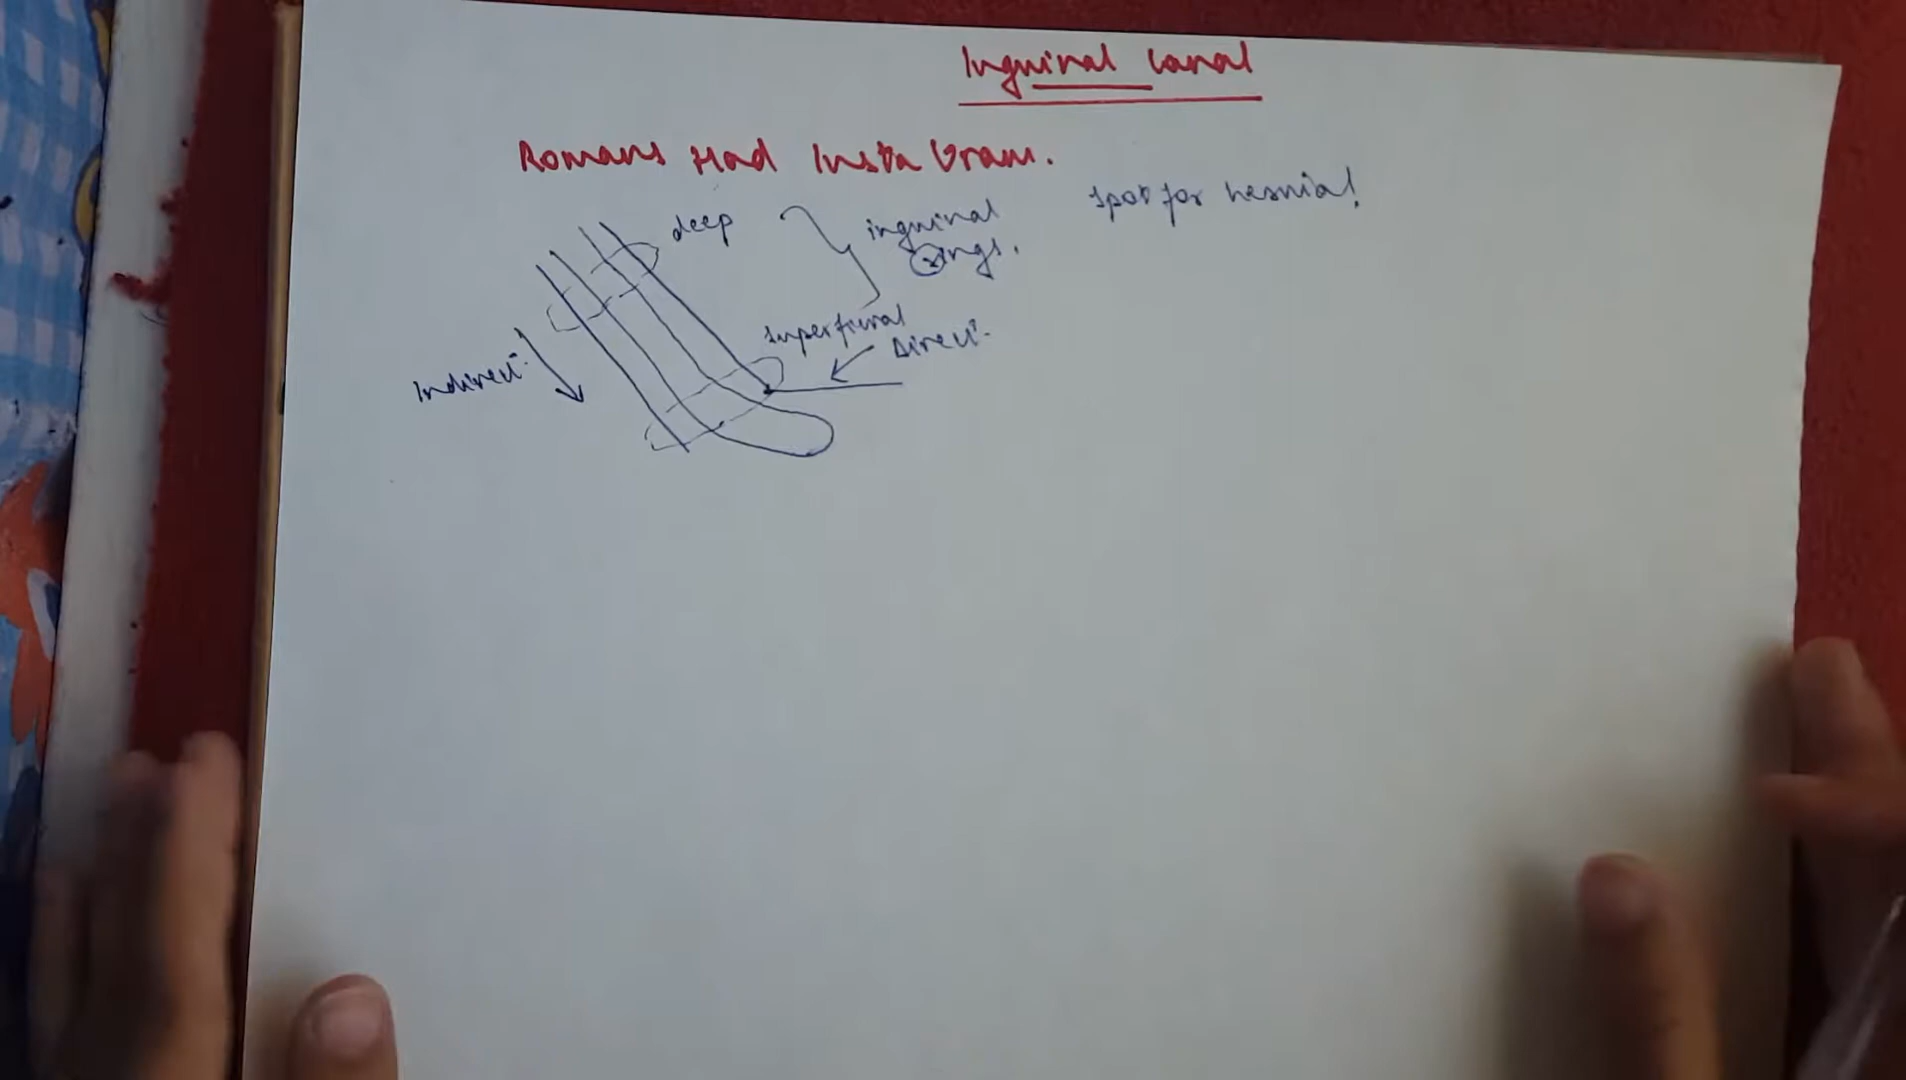 Inguinal Canal
Romans Had InstaGram.
deep
inguinal
rings.
spot for hernia!
superficial
Direct
Indirect